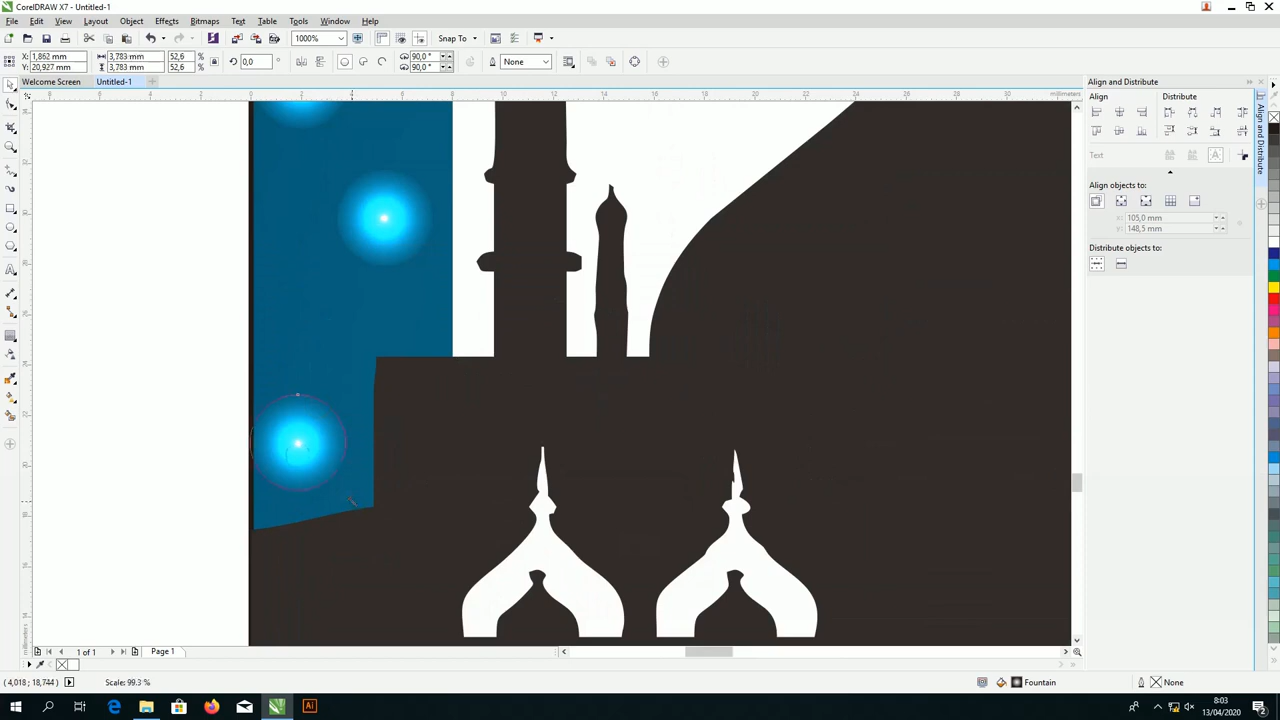 CorelDRAW X7 - Untitled-1
File Edit View Layout Object Effects Bitmaps Text Table Tools Window Help
1000% Snap To
X: 1,862 mm 3,783 mm 52,6 % 0,0 ° 90,0 ° None
Y: 20,927 mm 3,783 mm 52,6 % 90,0 °
Welcome Screen Untitled-1
Align and Distribute
millimeters
Align Distribute
Text
Align objects to:
x: 105,0 mm
y: 148,5 mm
Distribute objects to:
Align and Distribute
1 of 1 Page 1
( 4,018 ; 18,744 ) Scale: 99.3 % Fountain None
8:03
13/04/2020